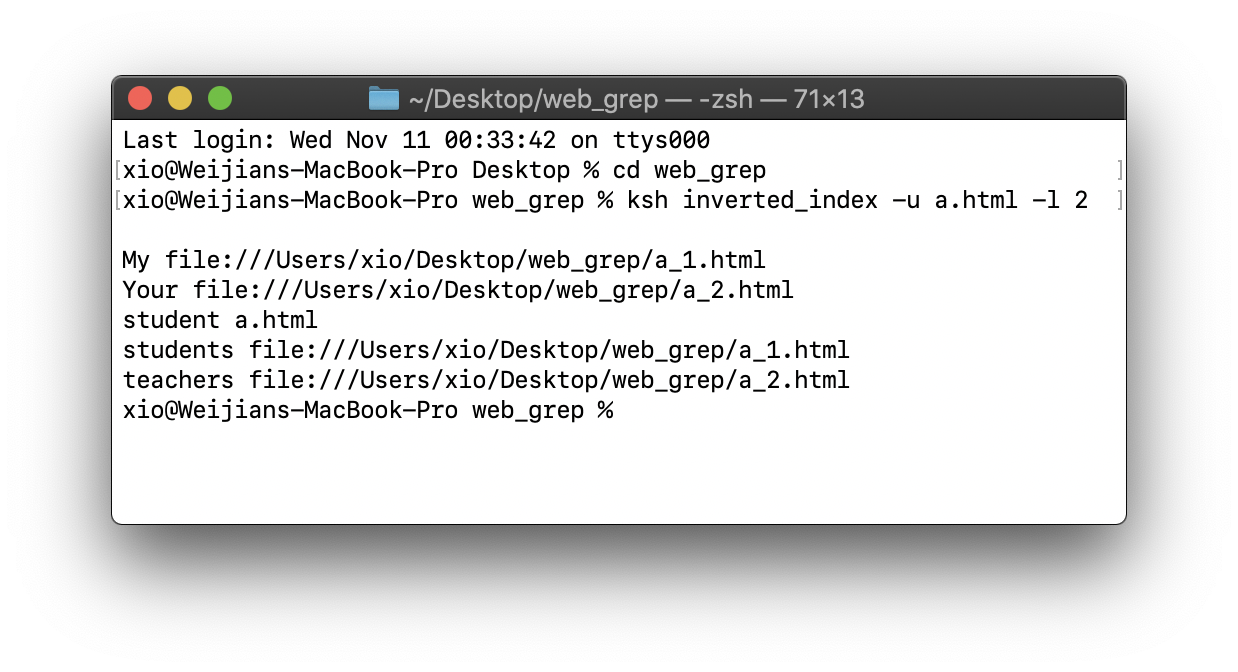 ~/Desktop/web_grep — -zsh — 71×13
Last login: Wed Nov 11 00:33:42 on ttys000
[xio@Weijians-MacBook-Pro Desktop % cd web_grep ]
[xio@Weijians-MacBook-Pro web_grep % ksh inverted_index -u a.html -l 2 ]
My file:///Users/xio/Desktop/web_grep/a_1.html
Your file:///Users/xio/Desktop/web_grep/a_2.html
student a.html
students file:///Users/xio/Desktop/web_grep/a_1.html
teachers file:///Users/xio/Desktop/web_grep/a_2.html
xio@Weijians-MacBook-Pro web_grep %